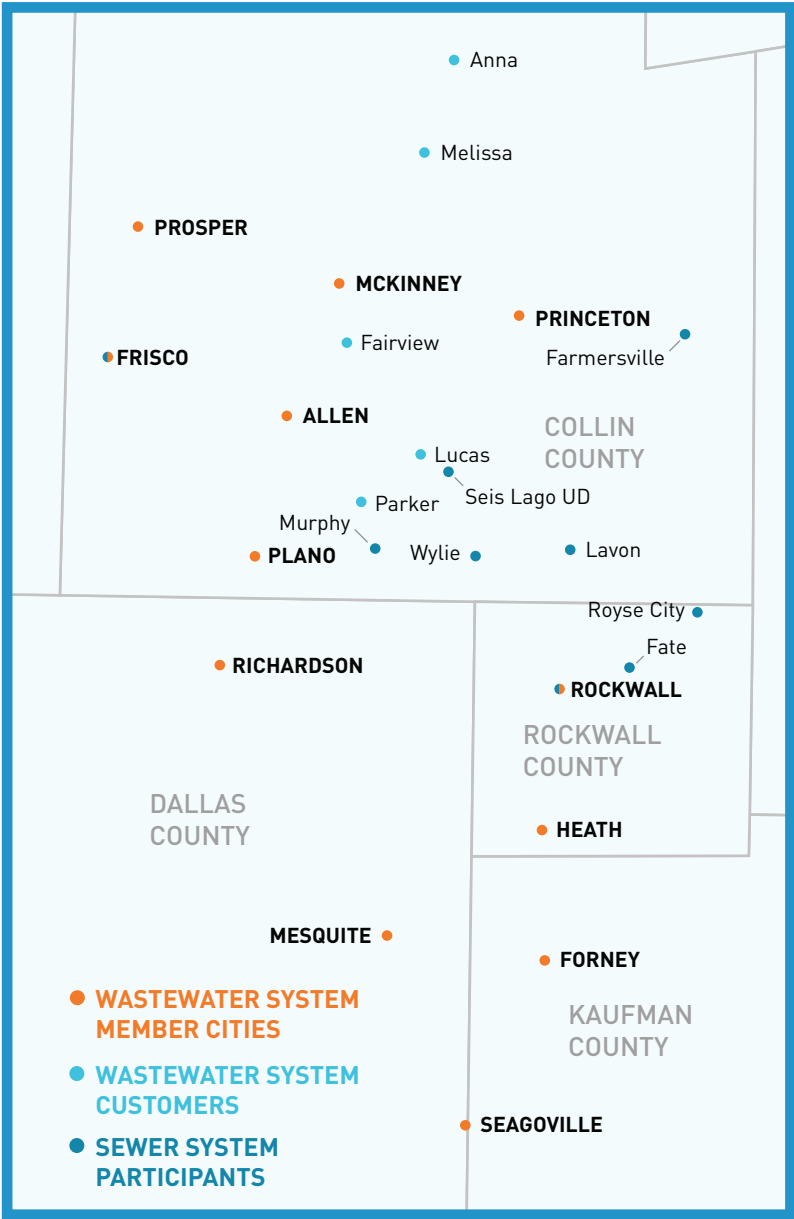 Anna
Melissa
PROSPER
MCKINNEY
PRINCETON
Fairview
Farmersville
FRISCO
ALLEN
COLLIN
COUNTY
Lucas
Seis Lago UD
Parker
Murphy
PLANO
Wylie
Lavon
Royse City
Fate
RICHARDSON
ROCKWALL
ROCKWALL
COUNTY
DALLAS
COUNTY
HEATH
MESQUITE
FORNEY
WASTEWATER SYSTEM
MEMBER CITIES
KAUFMAN
COUNTY
WASTEWATER SYSTEM
CUSTOMERS
SEAGOVILLE
SEWER SYSTEM
PARTICIPANTS